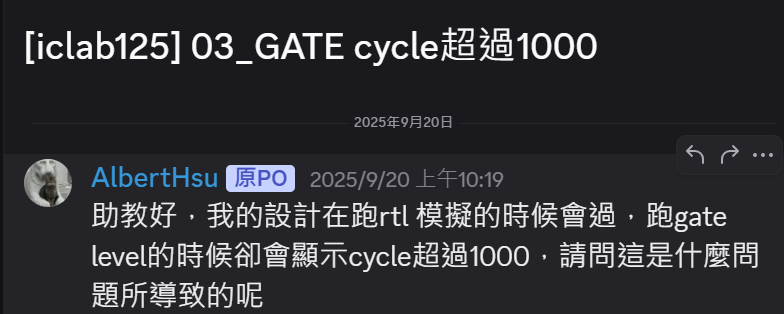 [iclab125] 03_GATE cycle超過1000
2025年9月20日
AlbertHsu 原PO 2025/9/20 上午10:19
助教好，我的設計在跑rtl 模擬的時候會過，跑gate
level的時候卻會顯示cycle超過1000，請問這是什麼問
題所導致的呢